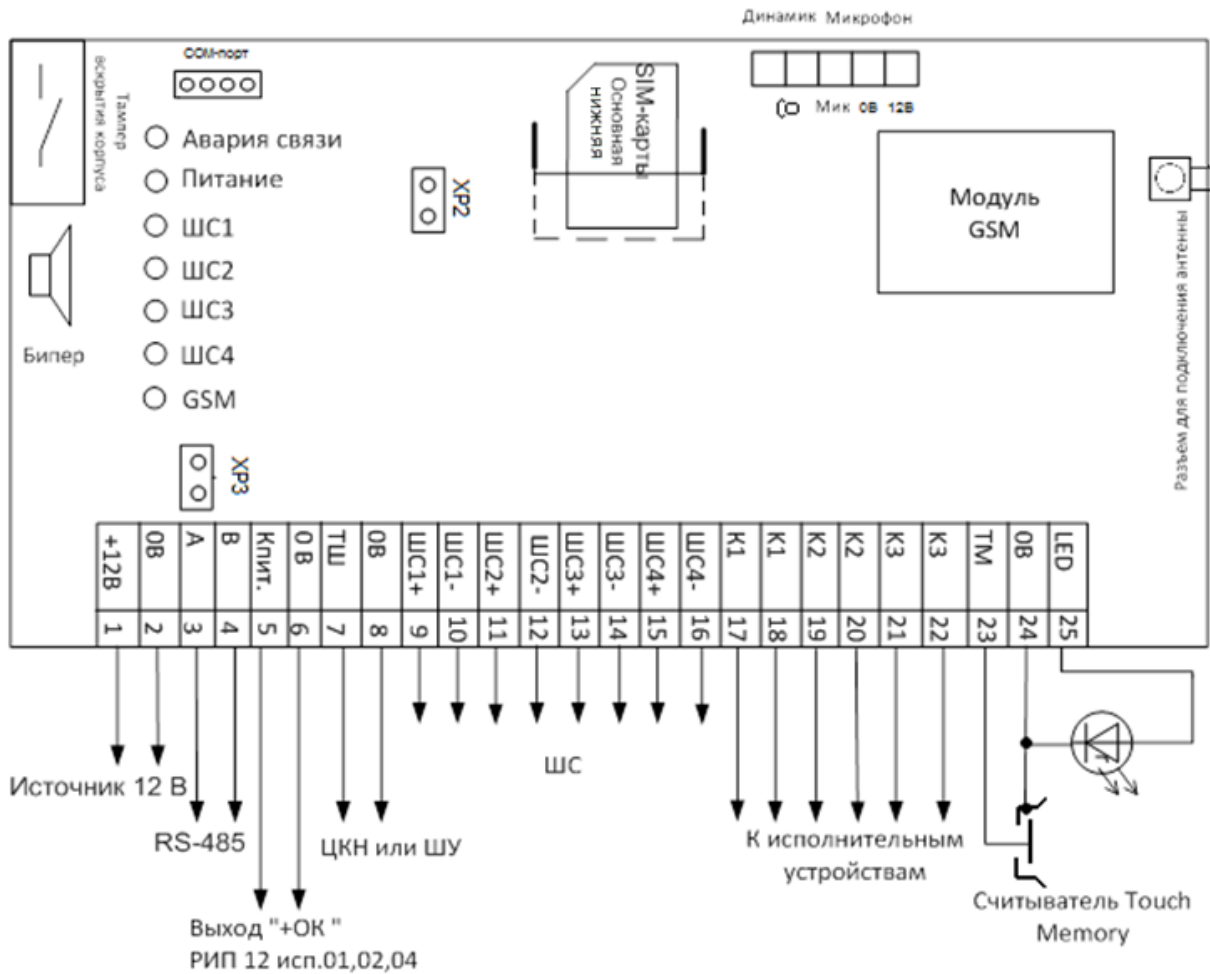 Динамик Микрофон
COM-порт
Тампер
вскрытия корпуса
SIM-карты
Основная
нижняя
Мик 0В 12В
Авария связи
Питание
ШС1
ШС2
ШС3
ШС4
GSM
XP2
Модуль
GSM
Разъем для подключения антенны
Бипер
XP3
+12В 0В А В Кпит. 0 В ТШ 0В ШС1+ ШС1- ШС2+ ШС2- ШС3+ ШС3- ШС4+ ШС4- К1 К1 К2 К2 К3 К3 ТМ 0В LED
1 2 3 4 5 6 7 8 9 10 11 12 13 14 15 16 17 18 19 20 21 22 23 24 25
Источник 12 В
RS-485
ЦКН или ШУ
ШС
К исполнительным
устройствам
Считыватель Touch
Memory
Выход "+ОК "
РИП 12 исп.01,02,04